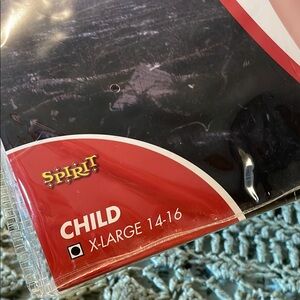 SPIRIT
CHILD
X-LARGE 14-16